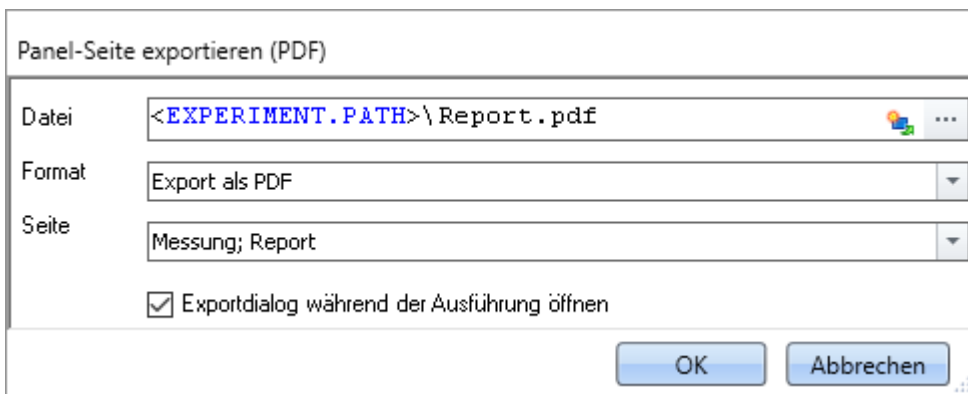 Panel-Seite exportieren (PDF)
Datei <EXPERIMENT.PATH>\Report.pdf ...
Format Export als PDF
Seite Messung; Report
Exportdialog während der Ausführung öffnen
OK Abbrechen